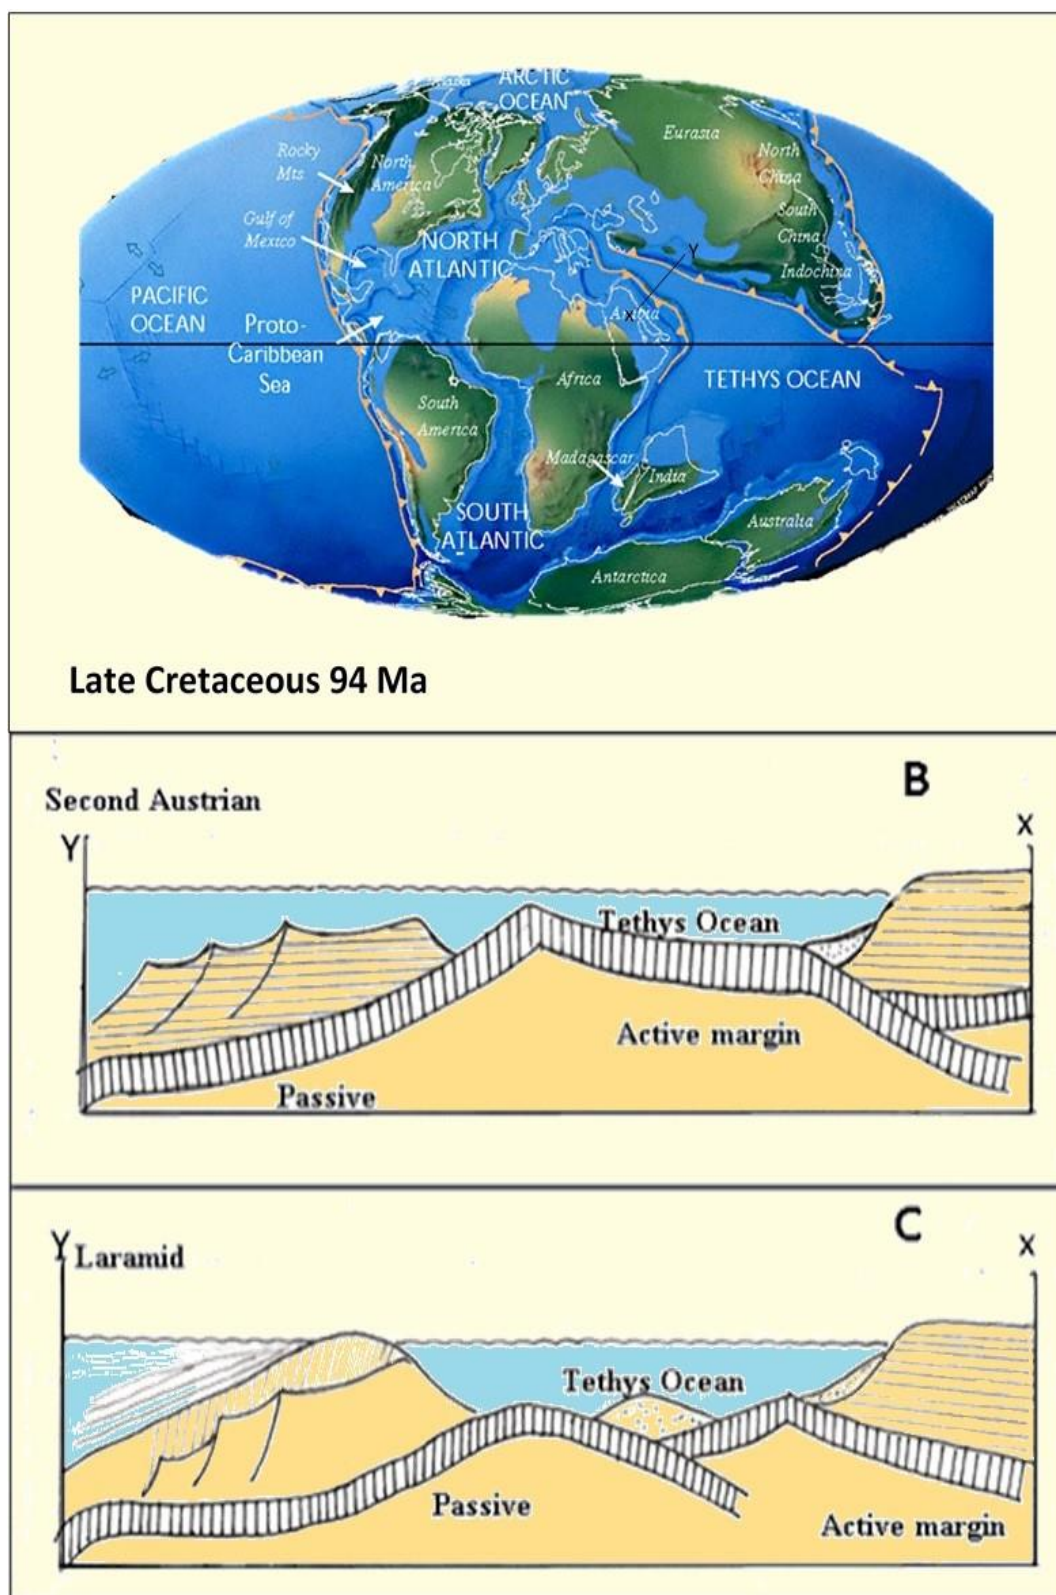 ARCTIC
OCEAN
Eurasia
Rocky
Mts
North
America
North
China
Gulf of
Mexico
South
China
NORTH
ATLANTIC
Y
Indochina
PACIFIC
OCEAN
X
Arabia
Proto-
Caribbean
Sea
TETHYS OCEAN
Africa
South
America
Madagascar
India
SOUTH
ATLANTIC
Australia
Antarctica
Late Cretaceous 94 Ma
B
Second Austrian
Y
X
Tethys Ocean
Active margin
Passive
C
Y
Laramid
X
Tethys Ocean
Passive
Active margin